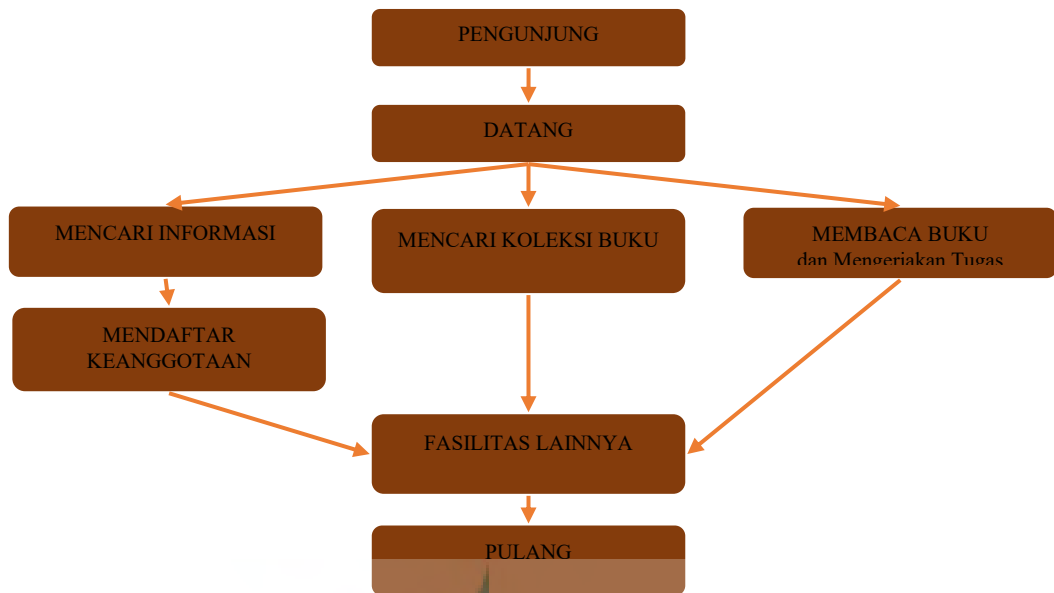 PENGUNJUNG
DATANG
MENCARI INFORMASI
MENCARI KOLEKSI BUKU
MEMBACA BUKU
dan Mengerjakan Tugas
MENDAFTAR
KEANGGOTAAN
FASILITAS LAINNYA
PULANG